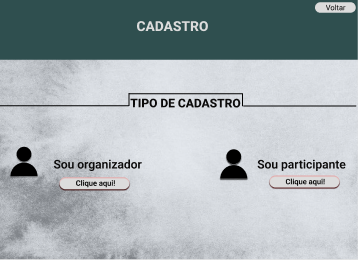 Voltar
CADASTRO
TIPO DE CADASTRO
Sou organizador
Sou participante
Clique aqui!
Clique aqui!